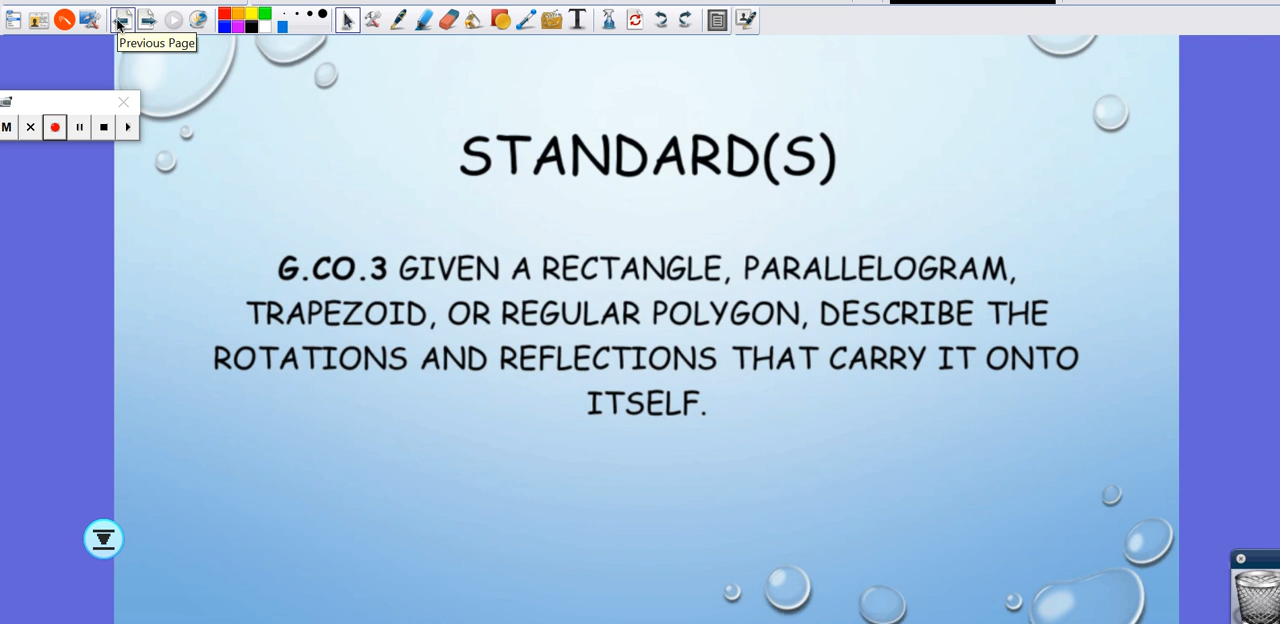 Previous Page
M
STANDARD(S)
G.CO.3 GIVEN A RECTANGLE, PARALLELOGRAM,
TRAPEZOID, OR REGULAR POLYGON, DESCRIBE THE
ROTATIONS AND REFLECTIONS THAT CARRY IT ONTO
ITSELF.